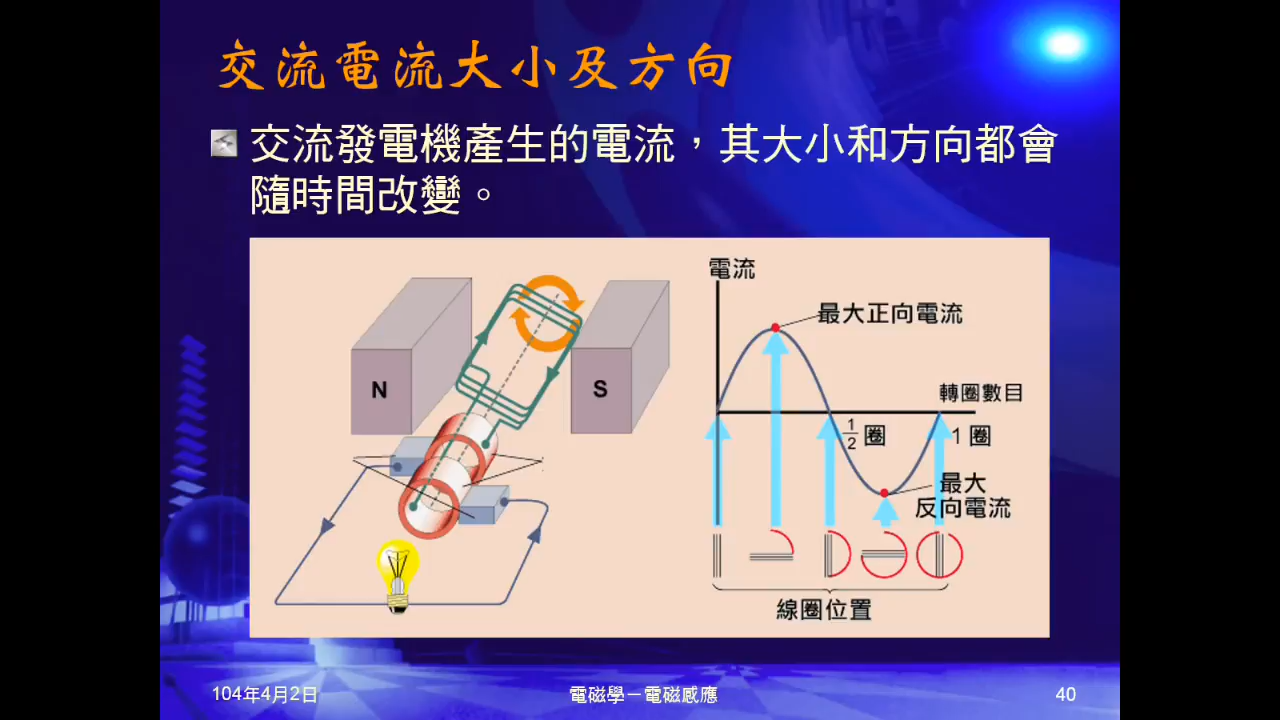 交流電流大小及方向
交流發電機產生的電流，其大小和方向都會
隨時間改變。
N
S
電流
最大正向電流
轉圈數目
1/2 圈
1 圈
最大
反向電流
線圈位置
104年4月2日
電磁學－電磁感應
40